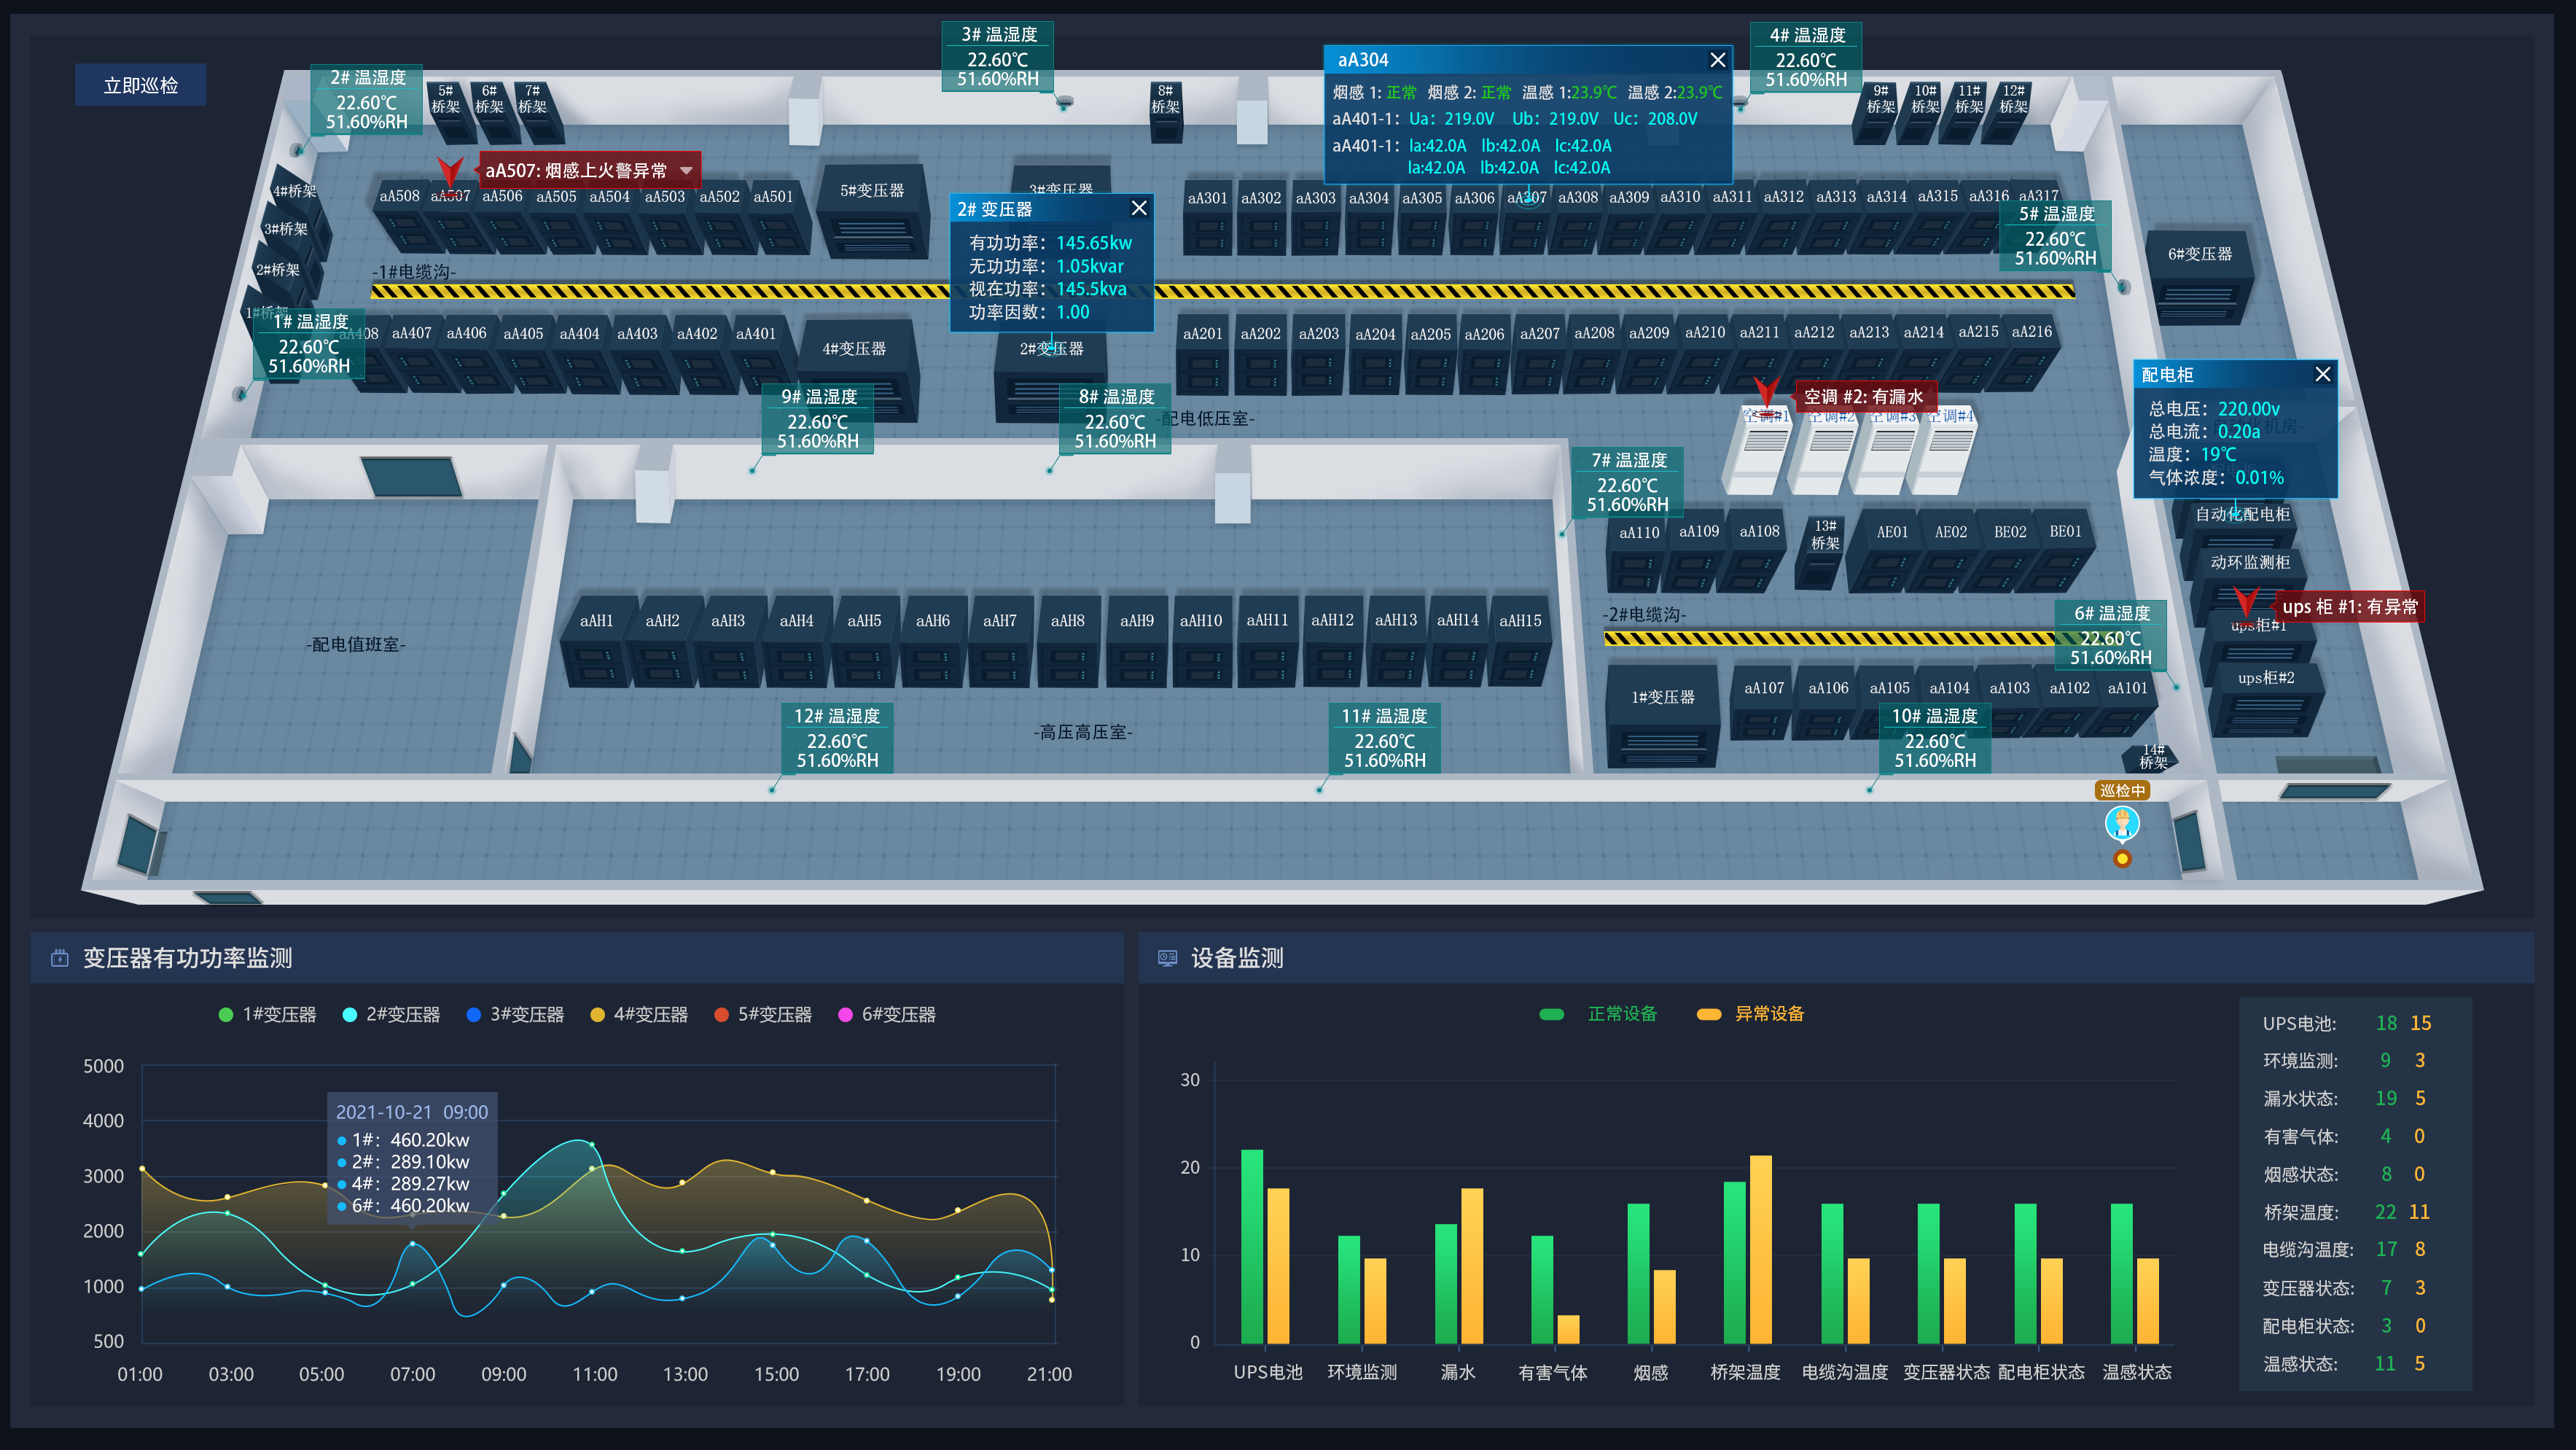 立即巡检
2# 温湿度
22.60℃
51.60%RH
5#
桥架
6#
桥架
7#
桥架
3# 温湿度
22.60℃
51.60%RH
8#
桥架
aA304
烟感 1: 正常 烟感 2: 正常 温感 1:23.9℃ 温感 2:23.9℃
aA401-1: Ua: 219.0V Ub: 219.0V Uc: 208.0V
aA401-1: Ia:42.0A Ib:42.0A Ic:42.0A
Ia:42.0A Ib:42.0A Ic:42.0A
4# 温湿度
22.60℃
51.60%RH
9#
桥架
10#
桥架
11#
桥架
12#
桥架
4#桥架
3#桥架
2#桥架
1#桥架
aA507: 烟感上火警异常
aA508 aA507 aA506 aA505 aA504 aA503 aA502 aA501
5#变压器
3#变压器
aA301 aA302 aA303 aA304 aA305 aA306 aA307 aA308 aA309 aA310 aA311 aA312 aA313 aA314 aA315 aA316 aA317
5# 温湿度
22.60℃
51.60%RH
6#变压器
-1#电缆沟-
2# 变压器
有功功率: 145.65kw
无功功率: 1.05kvar
视在功率: 145.5kva
功率因数: 1.00
1# 温湿度
22.60℃
51.60%RH
aA408 aA407 aA406 aA405 aA404 aA403 aA402 aA401
4#变压器
2#变压器
aA201 aA202 aA203 aA204 aA205 aA206 aA207 aA208 aA209 aA210 aA211 aA212 aA213 aA214 aA215 aA216
9# 温湿度
22.60℃
51.60%RH
8# 温湿度
22.60℃
51.60%RH
-配电低压室-
空调 #2: 有漏水
空调#1 空调#2 空调#3 空调#4
配电柜
总电压: 220.00v
总电流: 0.20a
温度: 19℃
气体浓度: 0.01%
机房-
7# 温湿度
22.60℃
51.60%RH
aA110 aA109 aA108
13#
桥架
AE01 AE02 BE02 BE01
自动化配电柜
动环监测柜
ups 柜 #1: 有异常
ups柜#1
ups柜#2
-配电值班室-
aAH1 aAH2 aAH3 aAH4 aAH5 aAH6 aAH7 aAH8 aAH9 aAH10 aAH11 aAH12 aAH13 aAH14 aAH15
-2#电缆沟-
6# 温湿度
22.60℃
51.60%RH
1#变压器
aA107 aA106 aA105 aA104 aA103 aA102 aA101
12# 温湿度
22.60℃
51.60%RH
-高压高压室-
11# 温湿度
22.60℃
51.60%RH
10# 温湿度
22.60℃
51.60%RH
14#
桥架
巡检中
变压器有功功率监测
1#变压器 2#变压器 3#变压器 4#变压器 5#变压器 6#变压器
5000
4000
3000
2000
1000
500
2021-10-21 09:00
1#: 460.20kw
2#: 289.10kw
4#: 289.27kw
6#: 460.20kw
01:00 03:00 05:00 07:00 09:00 11:00 13:00 15:00 17:00 19:00 21:00
设备监测
正常设备 异常设备
30
20
10
0
UPS电池 环境监测 漏水 有害气体 烟感 桥架温度 电缆沟温度 变压器状态 配电柜状态 温感状态
UPS电池: 18 15
环境监测: 9 3
漏水状态: 19 5
有害气体: 4 0
烟感状态: 8 0
桥架温度: 22 11
电缆沟温度: 17 8
变压器状态: 7 3
配电柜状态: 3 0
温感状态: 11 5